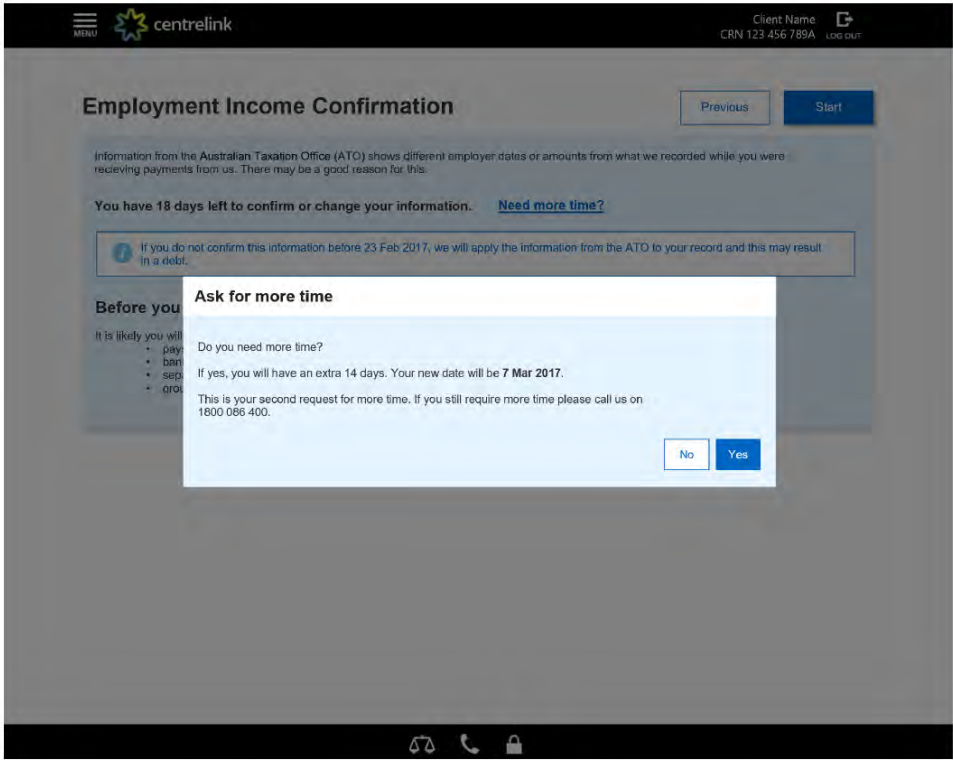 MENU
centrelink
Client Name
CRN 123 456 789A
LOG OUT
Employment Income Confirmation
Previous
Start
Information from the Australian Taxation Office (ATO) shows different employer dates or amounts from what we recorded while you were
recieving payments from us. There may be a good reason for this.
You have 18 days left to confirm or change your information.
Need more time?
If you do not confirm this information before 23 Feb 2017, we will apply the information from the ATO to your record and this may result
in a debt.
Before you
It is likely you will
• pay
• ban
• sep
• grou
Ask for more time
Do you need more time?
If yes, you will have an extra 14 days. Your new date will be 7 Mar 2017.
This is your second request for more time. If you still require more time please call us on
1800 086 400.
No
Yes